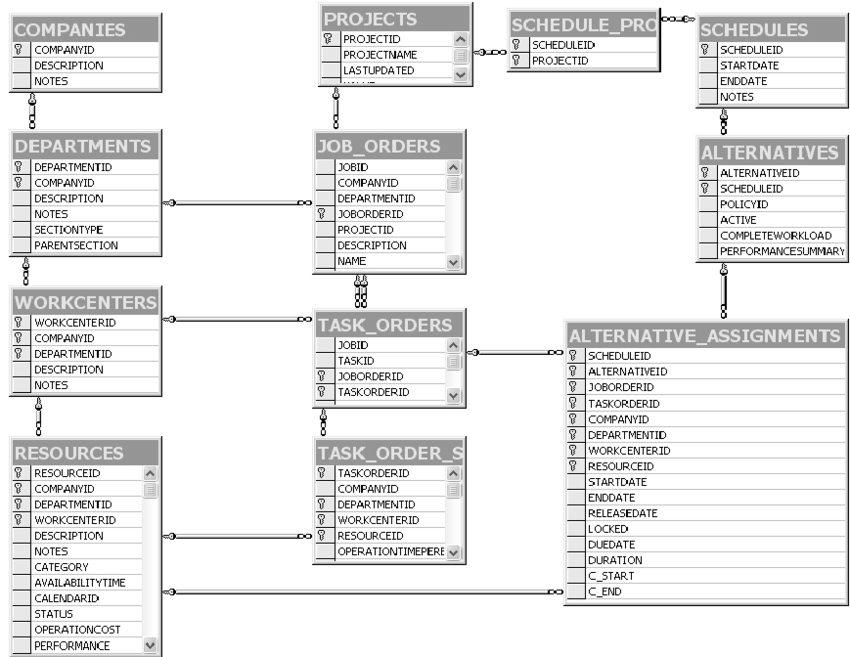 COMPANIES
COMPANYID
DESCRIPTION
NOTES
PROJECTS
PROJECTID
PROJECTNAME
LASTUPDATED
SCHEDULE_PRO
SCHEDULEID
PROJECTID
SCHEDULES
SCHEDULEID
STARTDATE
ENDDATE
NOTES
DEPARTMENTS
DEPARTMENTID
COMPANYID
DESCRIPTION
NOTES
SECTIONTYPE
PARENTSECTION
JOB_ORDERS
JOBID
COMPANYID
DEPARTMENTID
JOBORDERID
PROJECTID
DESCRIPTION
NAME
ALTERNATIVES
ALTERNATIVEID
SCHEDULEID
POLICYID
ACTIVE
COMPLETEWORKLOAD
PERFORMANCESUMMARY
WORKCENTERS
WORKCENTERID
COMPANYID
DEPARTMENTID
DESCRIPTION
NOTES
TASK_ORDERS
JOBID
TASKID
JOBORDERID
TASKORDERID
ALTERNATIVE_ASSIGNMENTS
SCHEDULEID
ALTERNATIVEID
JOBORDERID
TASKORDERID
COMPANYID
DEPARTMENTID
WORKCENTERID
RESOURCEID
STARTDATE
ENDDATE
RELEASEDATE
LOCKED
DUEDATE
DURATION
C_START
C_END
RESOURCES
RESOURCEID
COMPANYID
DEPARTMENTID
WORKCENTERID
DESCRIPTION
NOTES
CATEGORY
AVAILABILITYTIME
CALENDARID
STATUS
OPERATIONCOST
PERFORMANCE
TASK_ORDER_S
TASKORDERID
COMPANYID
DEPARTMENTID
WORKCENTERID
RESOURCEID
OPERATIONTIMEPERE